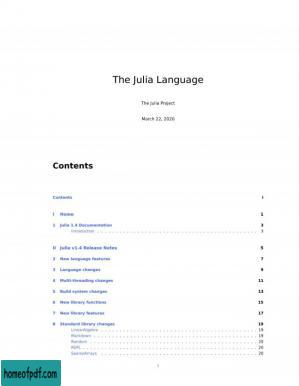 The Julia Language
The Julia Project
March 22, 2020
Contents
Contents i
I Home 1
1 Julia 1.4 Documentation 3
Introduction . . . . . . . . . . . . . . . . . . . . 3
II Julia v1.4 Release Notes 5
2 New language features 7
3 Language changes 9
4 Multi-threading changes 11
5 Build system changes 13
6 New library functions 15
7 New library features 17
8 Standard library changes 19
LinearAlgebra . . . . . . . . . . . . . . . . . . . . 19
Markdown . . . . . . . . . . . . . . . . . . . . 19
Random . . . . . . . . . . . . . . . . . . . . 20
REPL . . . . . . . . . . . . . . . . . . . . 20
SparseArrays . . . . . . . . . . . . . . . . . . . . 20
i
homeofpdf.com